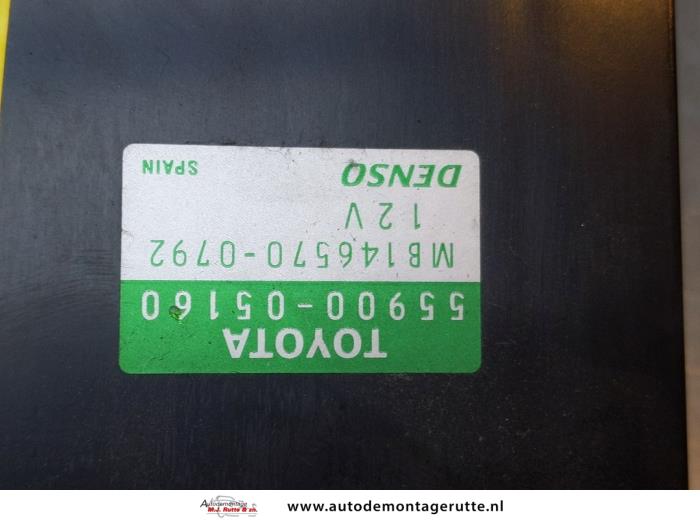 TOYOTA
55900-05160
MB146570-0792
12V
DENSO SPAIN
Autodemontage
M.J. Rutte & zn.
www.autodemontagerutte.nl